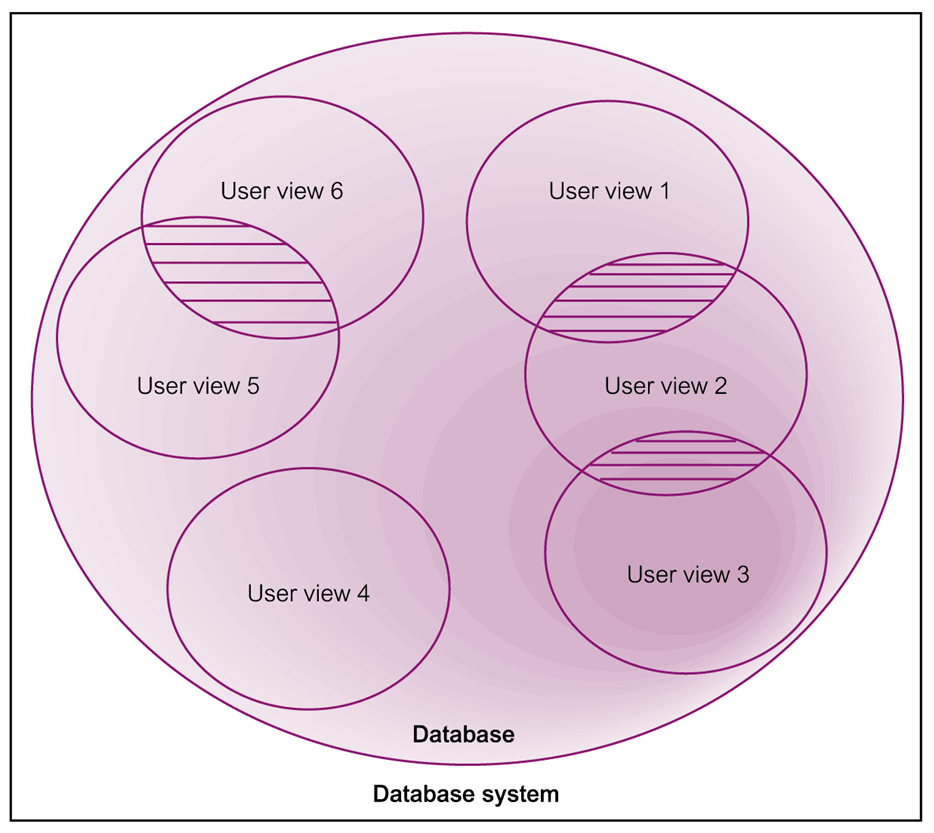 User view 6
User view 1
User view 5
User view 2
User view 4
User view 3
Database
Database system